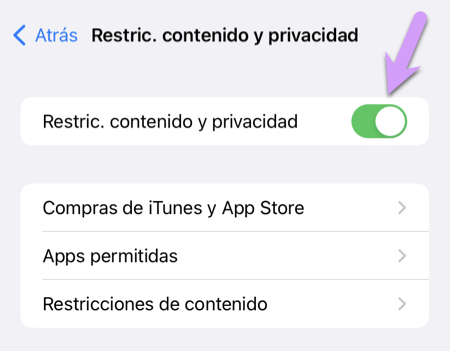 Atrás Restric. contenido y privacidad
Restric. contenido y privacidad
Compras de iTunes y App Store
Apps permitidas
Restricciones de contenido